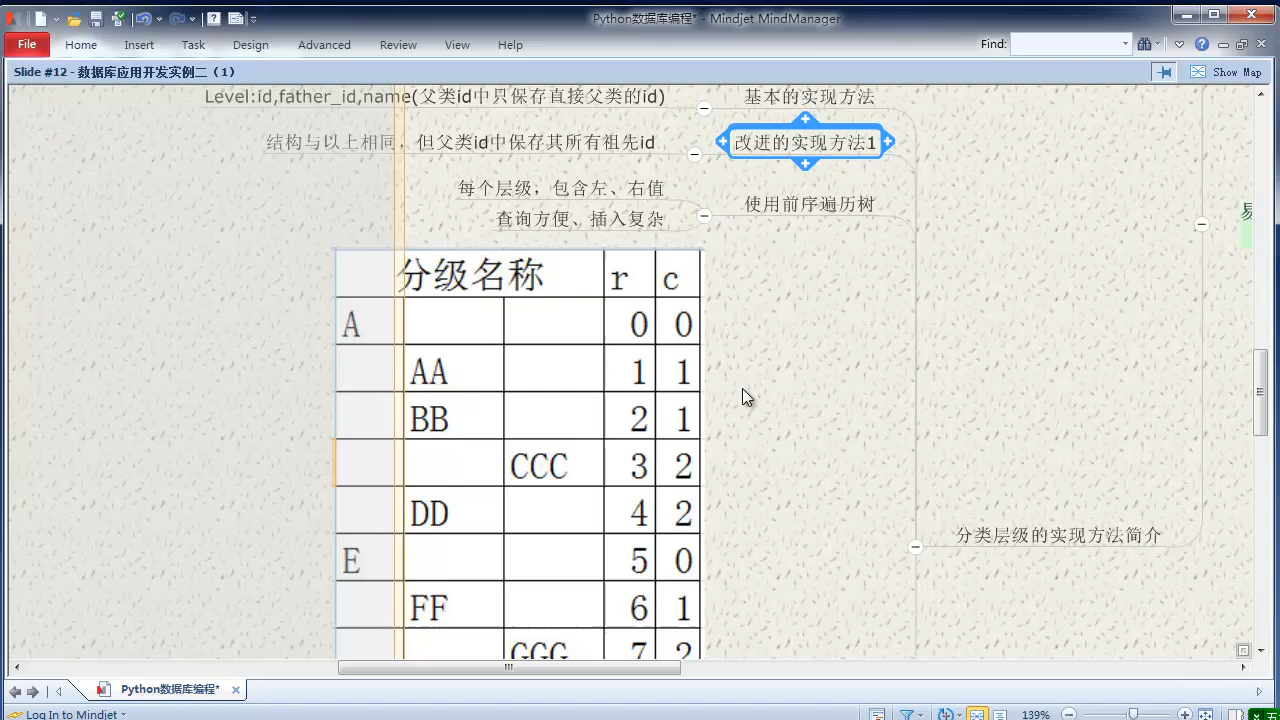 Python数据库编程* - Mindjet MindManager
File Home Insert Task Design Advanced Review View Help Find:
Slide #12 - 数据库应用开发实例二（1） Show Map
Level:id,father_id,name(父类id中只保存直接父类的id) 基本的实现方法
结构与以上相同，但父类id中保存其所有祖先id 改进的实现方法1
每个层级，包含左、右值
使用前序遍历树
查询方便、插入复杂
易
分级名称 r c
A 0 0
AA 1 1
BB 2 1
CCC 3 2
DD 4 2
分类层级的实现方法简介
E 5 0
FF 6 1
GGG 7 2
Python数据库编程*
Log In to Mindjet 139%